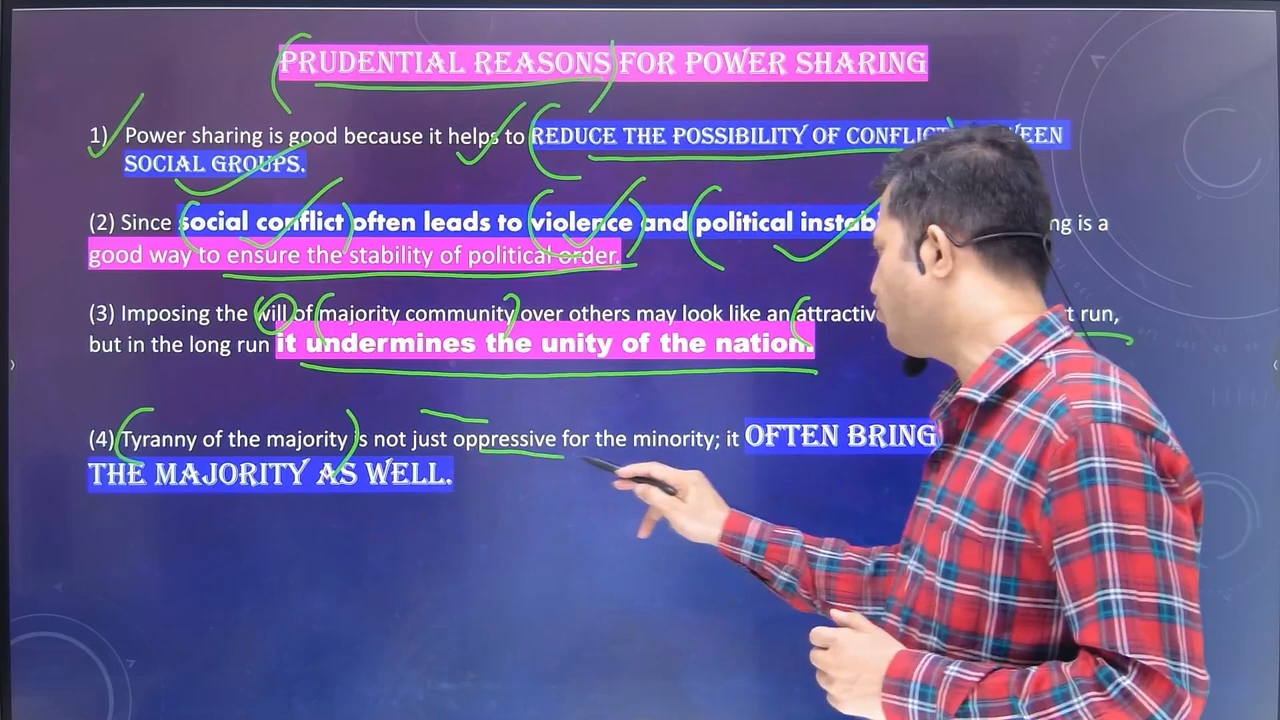 PRUDENTIAL REASONS FOR POWER SHARING
1) Power sharing is good because it helps to REDUCE THE POSSIBILITY OF CONFLICT
SOCIAL GROUPS.
(2) Since social conflict often leads to violence and political is a
good way to ensure the stability of political order.
(3) Imposing the will of majority community over others may look like an run,
but in the long run it undermines the unity of the nation.
(4) Tyranny of the majority is not just oppressive for the minority; it OFTEN BRING
THE MAJORITY AS WELL.